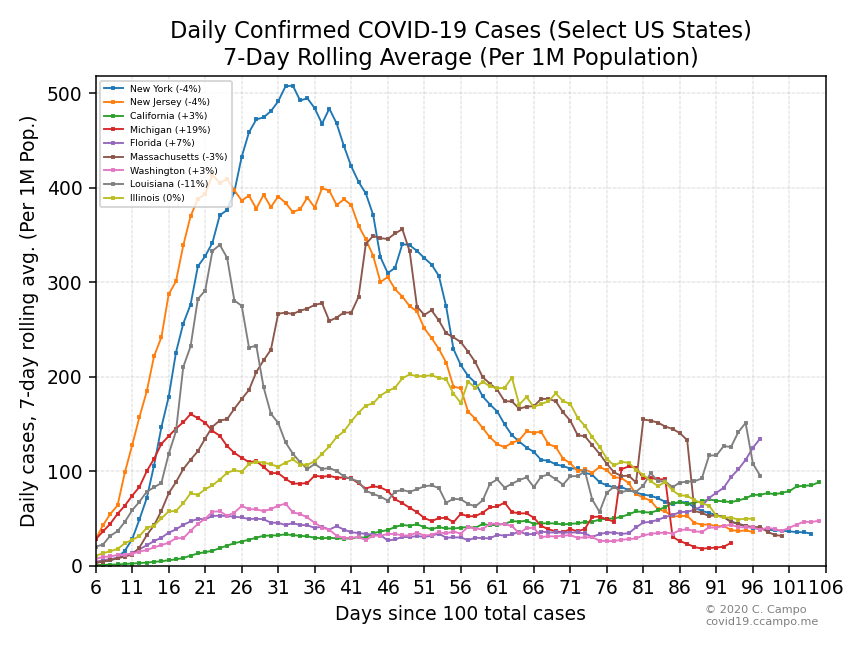 Daily Confirmed COVID-19 Cases (Select US States)
7-Day Rolling Average (Per 1M Population)
Daily cases, 7-day rolling avg. (Per 1M Pop.)
500
400
300
200
100
0
New York (-4%)
New Jersey (-4%)
California (+3%)
Michigan (+19%)
Florida (+7%)
Massachusetts (-3%)
Washington (+3%)
Louisiana (-11%)
Illinois (0%)
6 11 16 21 26 31 36 41 46 51 56 61 66 71 76 81 86 91 96 101 106
Days since 100 total cases
© 2020 C. Campo
covid19.ccampo.me